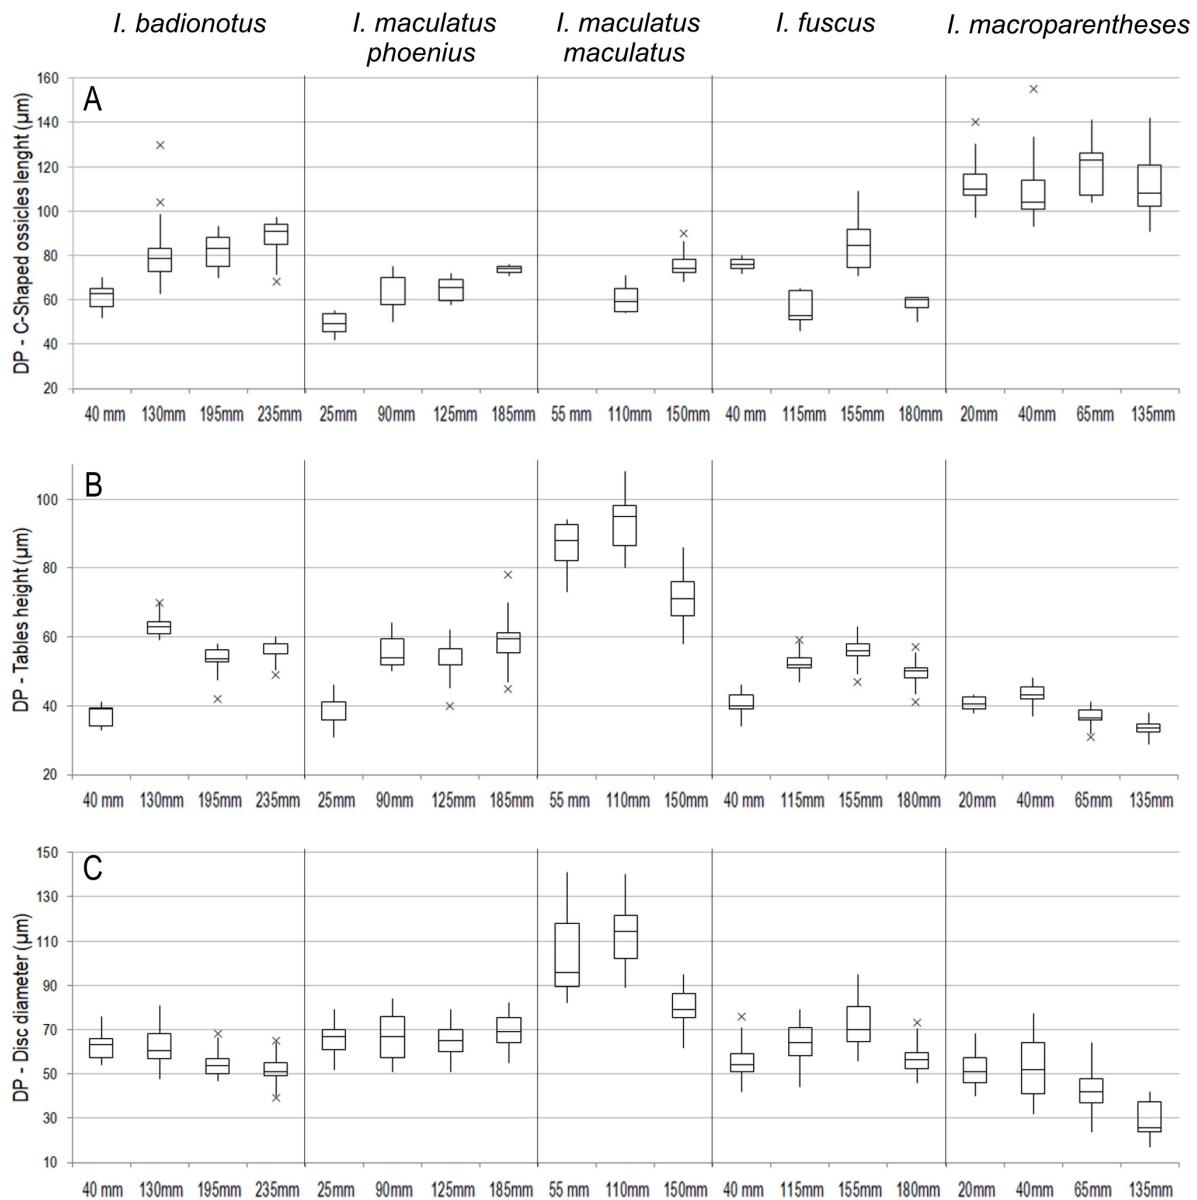 I. badionotus I. maculatus phoenius I. maculatus maculatus I. fuscus I. macroparentheses
A
DP - C-Shaped ossicles lenght (µm)
160
140
120
100
80
60
40
20
40 mm 130mm 195mm 235mm 25mm 90mm 125mm 185mm 55 mm 110mm 150mm 40 mm 115mm 155mm 180mm 20mm 40mm 65mm 135mm
B
DP - Tables height (µm)
100
80
60
40
20
40 mm 130mm 195mm 235mm 25mm 90mm 125mm 185mm 55 mm 110mm 150mm 40 mm 115mm 155mm 180mm 20mm 40mm 65mm 135mm
C
DP - Disc diameter (µm)
150
130
110
90
70
50
30
10
40 mm 130mm 195mm 235mm 25mm 90mm 125mm 185mm 55 mm 110mm 150mm 40 mm 115mm 155mm 180mm 20mm 40mm 65mm 135mm